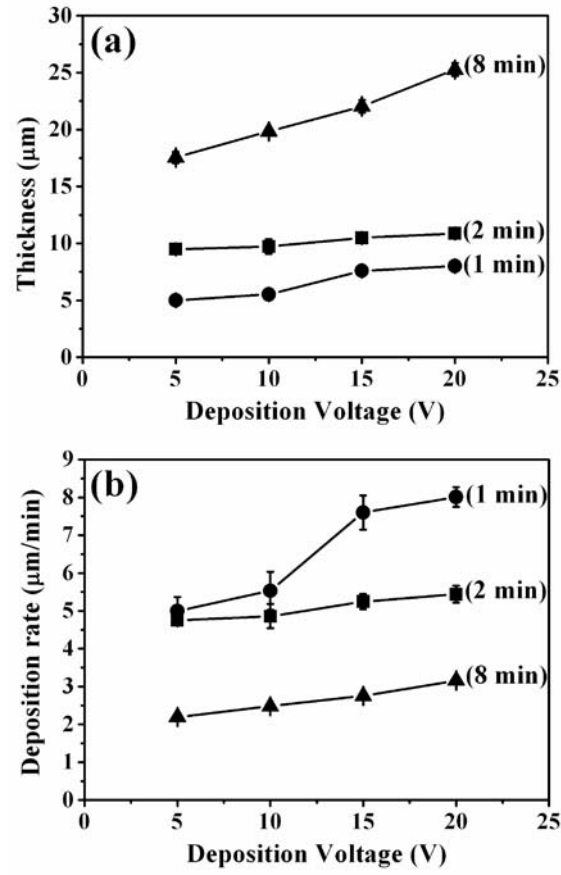 (a)
30
25
20
15
10
5
0
Thickness (μm)
(8 min)
(2 min)
(1 min)
0 5 10 15 20 25
Deposition Voltage (V)
(b)
9
8
7
6
5
4
3
2
1
0
Deposition rate (μm/min)
(1 min)
(2 min)
(8 min)
0 5 10 15 20 25
Deposition Voltage (V)